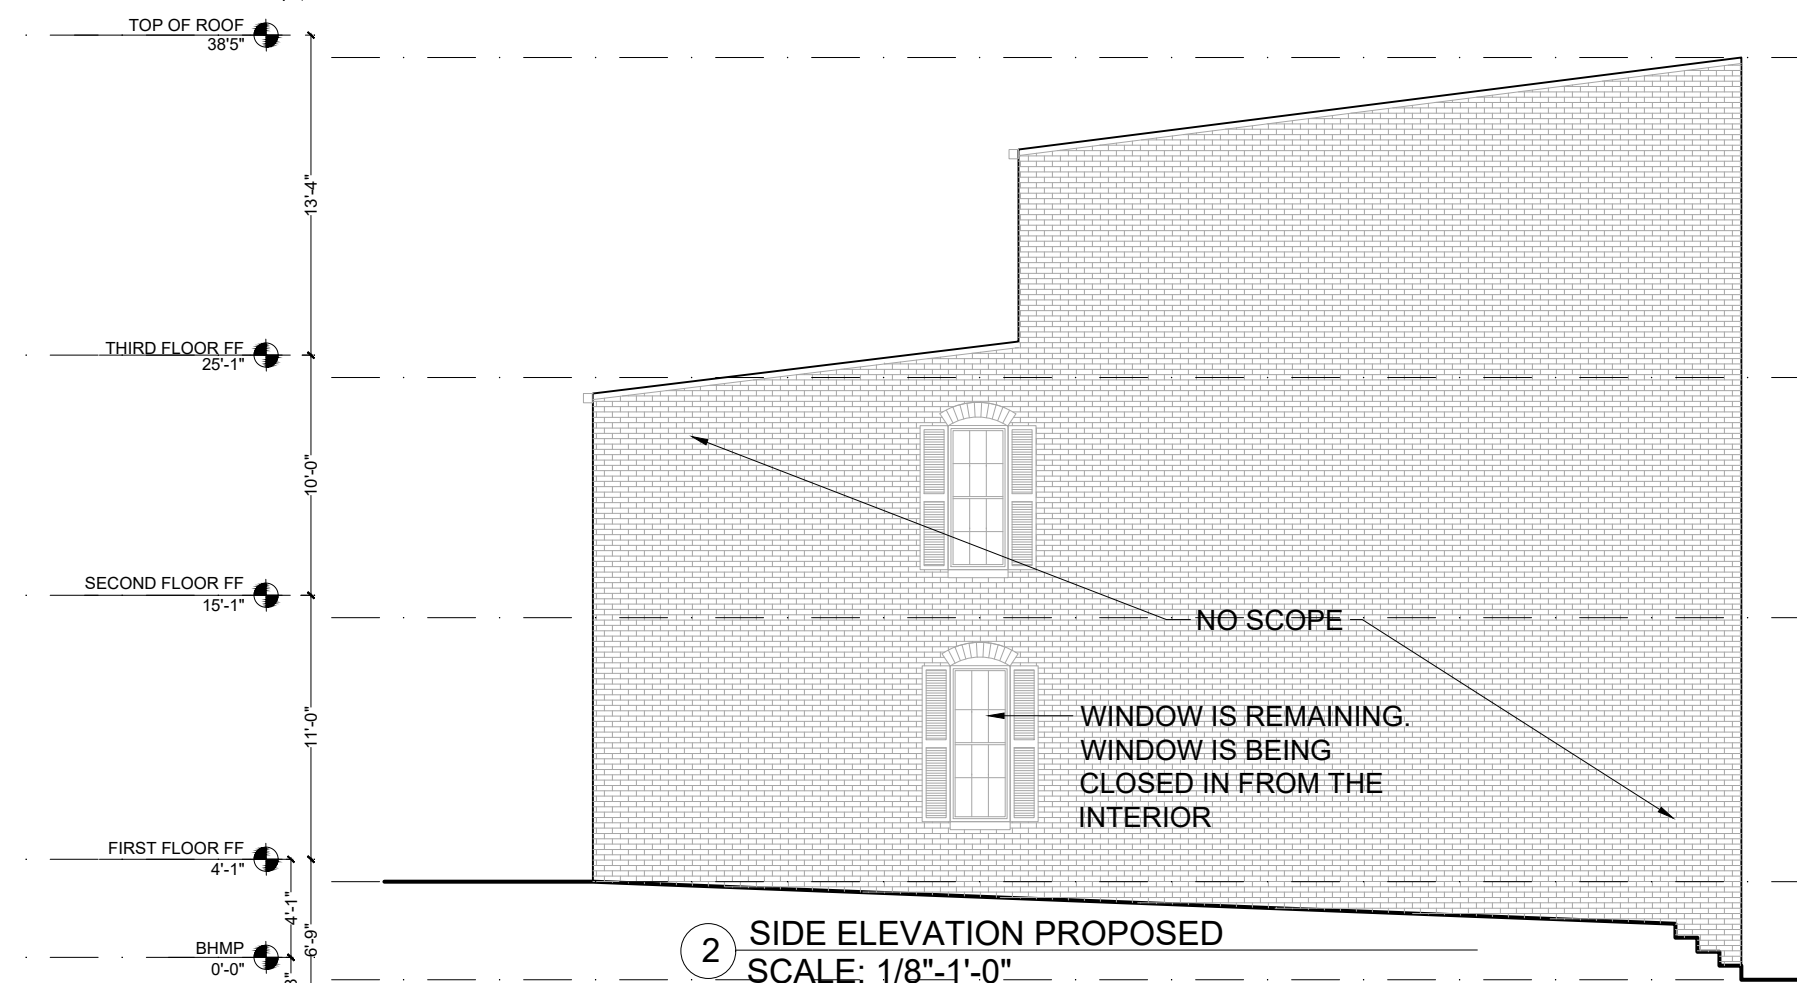 TOP OF ROOF
38'5"
13'-4"
THIRD FLOOR FF
25'-1"
10'-0"
SECOND FLOOR FF
15'-1"
NO SCOPE
11'-0"
WINDOW IS REMAINING.
WINDOW IS BEING
CLOSED IN FROM THE
INTERIOR
FIRST FLOOR FF
4'-1"
4'-1"
6'-9"
BHMP
0'-0"
2
SIDE ELEVATION PROPOSED
SCALE: 1/8"-1'-0"